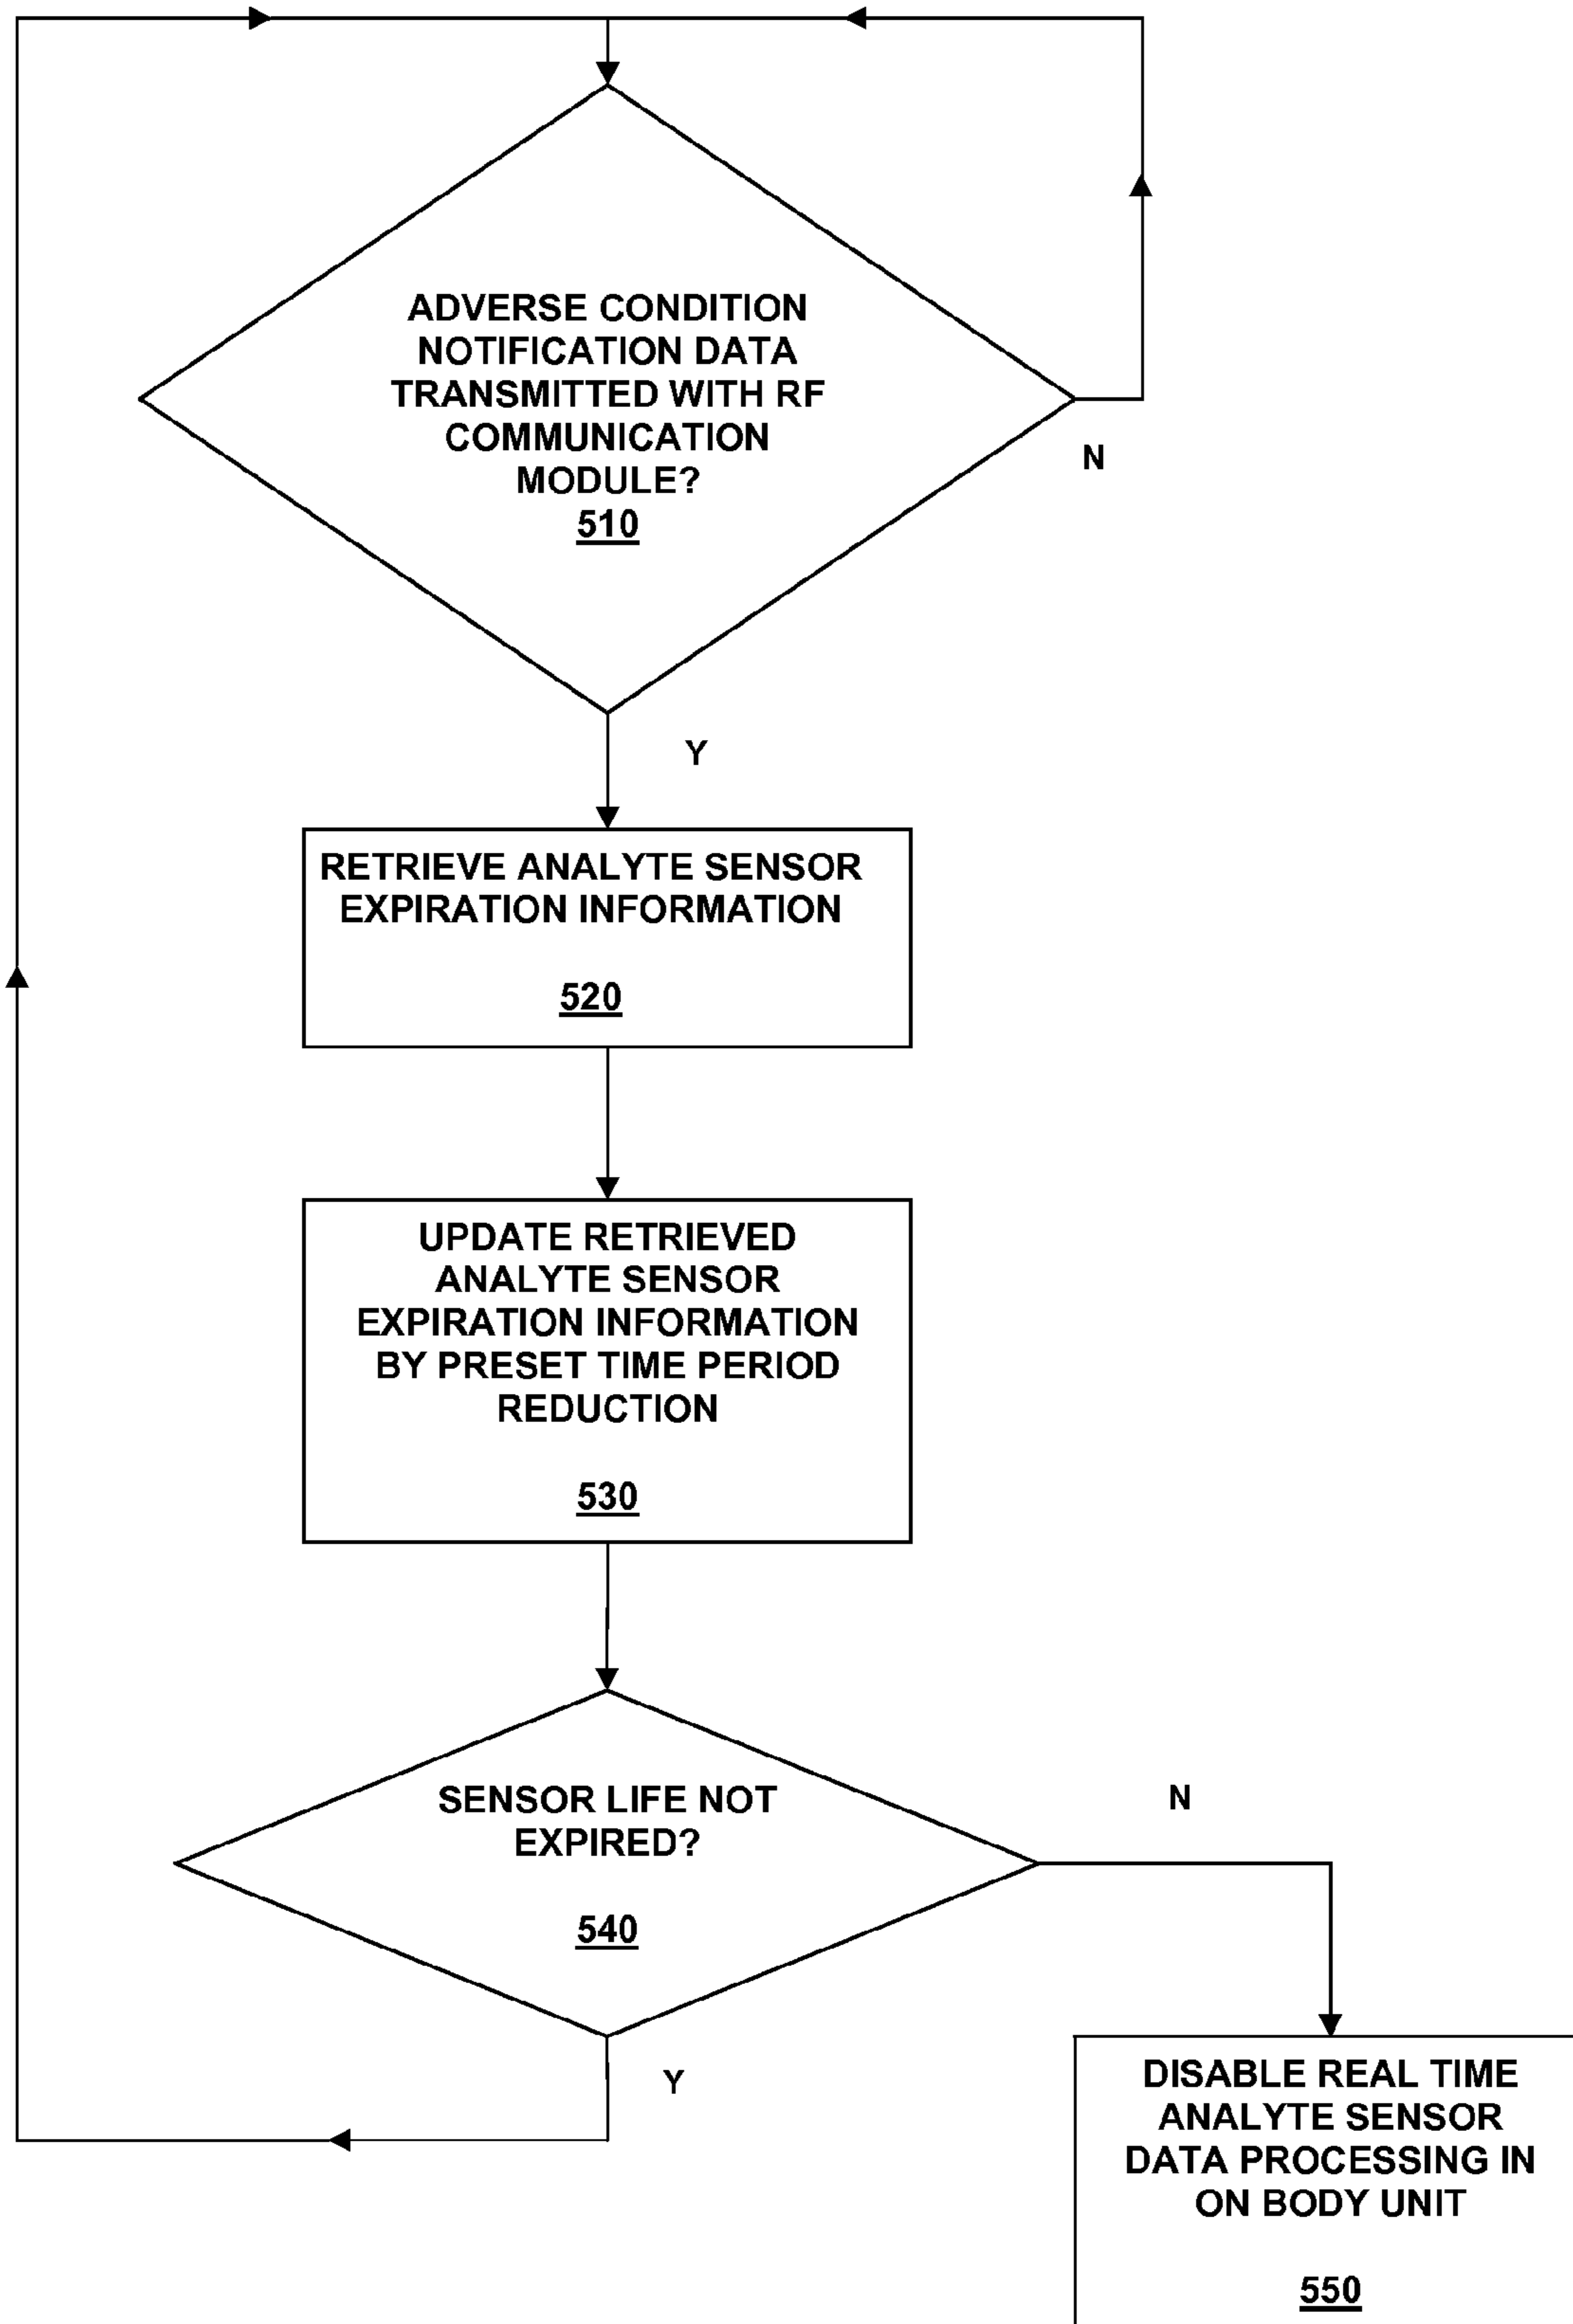 ADVERSE CONDITION
NOTIFICATION DATA
TRANSMITTED WITH RF
COMMUNICATION
MODULE?
510
N
Y
RETRIEVE ANALYTE SENSOR
EXPIRATION INFORMATION
520
UPDATE RETRIEVED
ANALYTE SENSOR
EXPIRATION INFORMATION
BY PRESET TIME PERIOD
REDUCTION
530
SENSOR LIFE NOT
EXPIRED?
540
N
Y
DISABLE REAL TIME
ANALYTE SENSOR
DATA PROCESSING IN
ON BODY UNIT
550